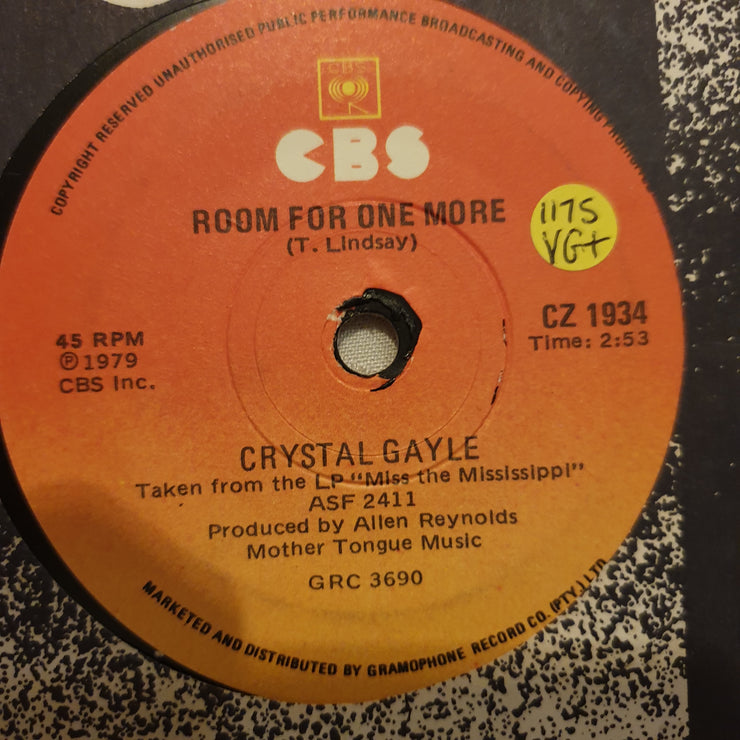 COPYRIGHT RESERVED UNAUTHORISED PUBLIC PERFORMANCE BROADCASTING AND COPYING
CBS
CBS
ROOM FOR ONE MORE
(T. Lindsay)
1175
VG+
CZ 1934
Time: 2:53
45 RPM
Ⓟ 1979
CBS Inc.
CRYSTAL GAYLE
Taken from the LP "Miss the Mississippi"
ASF 2411
Produced by Allen Reynolds
Mother Tongue Music
GRC 3690
MARKETED AND DISTRIBUTED BY GRAMOPHONE RECORD CO. (PTY.) LTD